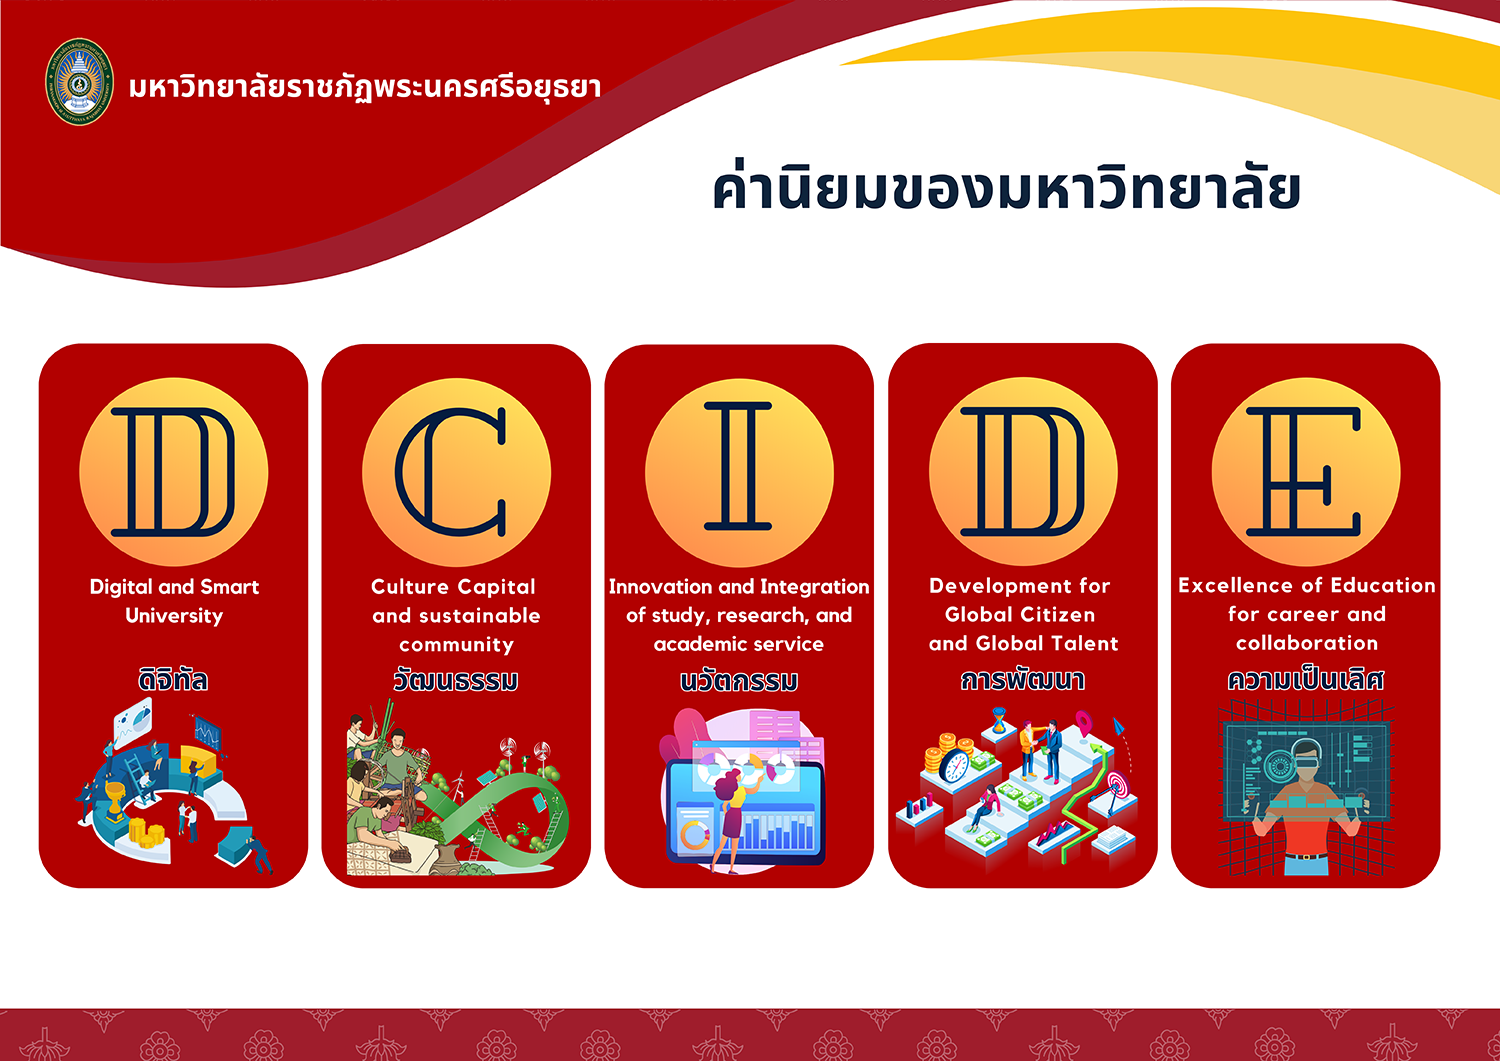 มหาวิทยาลัยราชภัฏพระนครศรีอยุธยา
ค่านิยมของมหาวิทยาลัย
D
Digital and Smart
University
ดิจิทัล
C
Culture Capital
and sustainable
community
วัฒนธรรม
I
Innovation and Integration
of study, research, and
academic service
นวัตกรรม
D
Development for
Global Citizen
and Global Talent
การพัฒนา
E
Excellence of Education
for career and
collaboration
ความเป็นเลิศ